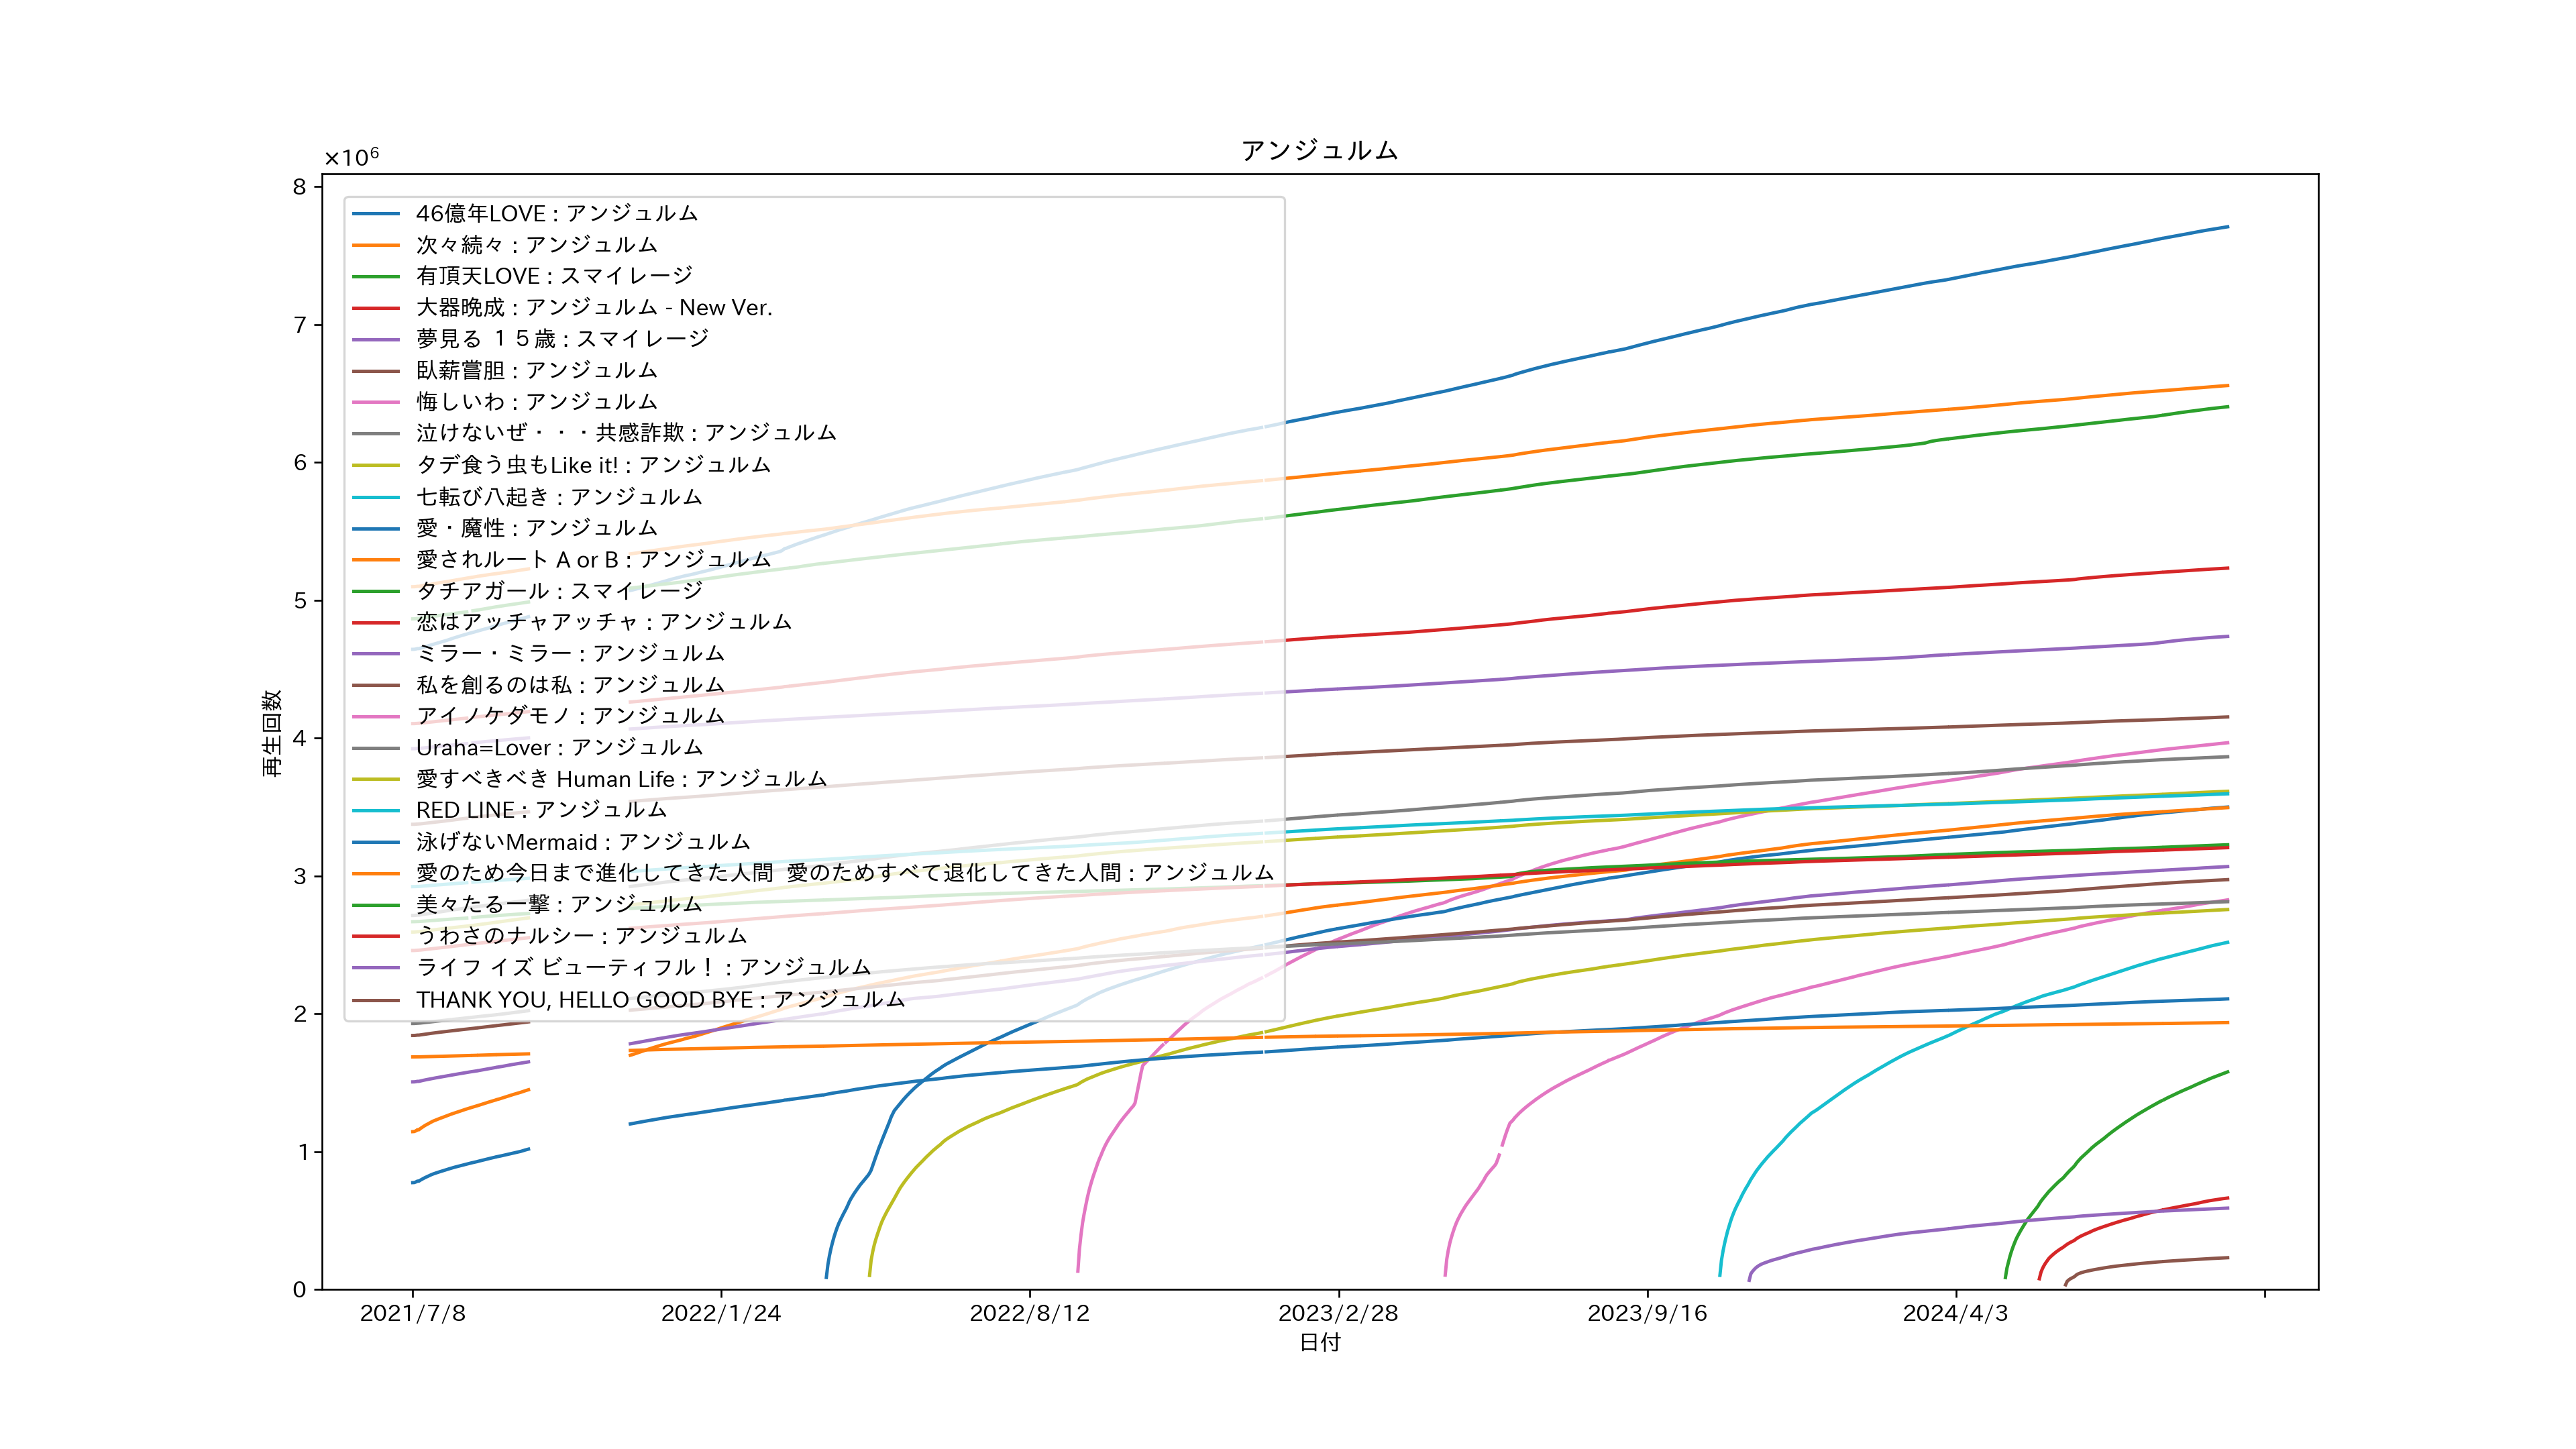 アンジュルム
×10⁶
8
7
6
5
4
3
2
1
0
再生回数
46億年LOVE : アンジュルム
次々続々 : アンジュルム
有頂天LOVE : スマイレージ
大器晩成 : アンジュルム - New Ver.
夢見る １５歳 : スマイレージ
臥薪嘗胆 : アンジュルム
悔しいわ : アンジュルム
泣けないぜ・・・共感詐欺 : アンジュルム
タデ食う虫もLike it! : アンジュルム
七転び八起き : アンジュルム
愛・魔性 : アンジュルム
愛されルート A or B : アンジュルム
タチアガール : スマイレージ
恋はアッチャアッチャ : アンジュルム
ミラー・ミラー : アンジュルム
私を創るのは私 : アンジュルム
アイノケダモノ : アンジュルム
Uraha=Lover : アンジュルム
愛すべきべき Human Life : アンジュルム
RED LINE : アンジュルム
泳げないMermaid : アンジュルム
愛のため今日まで進化してきた人間 愛のためすべて退化してきた人間 : アンジュルム
美々たる一撃 : アンジュルム
うわさのナルシー : アンジュルム
ライフ イズ ビューティフル！ : アンジュルム
THANK YOU, HELLO GOOD BYE : アンジュルム
2021/7/8 2022/1/24 2022/8/12 2023/2/28 2023/9/16 2024/4/3
日付